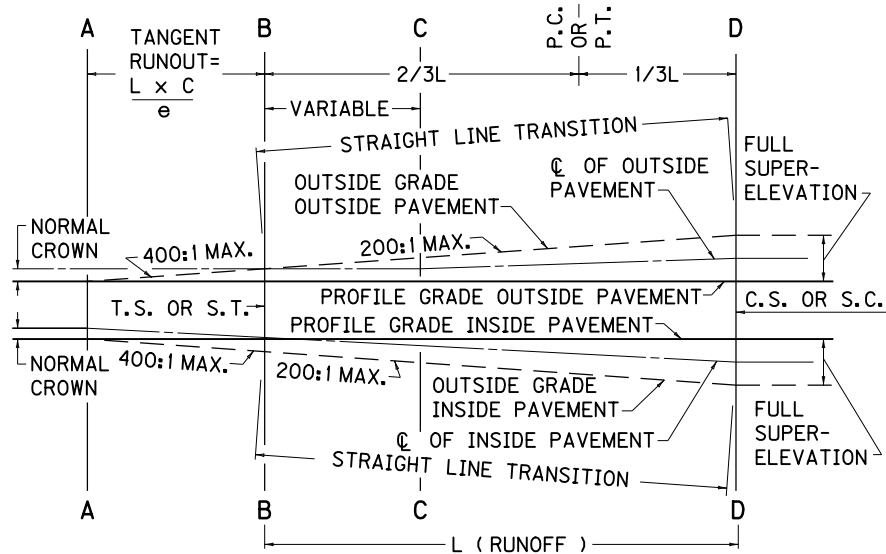 A
B
C
P.C.
OR
P.T.
D
TANGENT
RUNOUT=
L x C
e
2/3L
1/3L
VARIABLE
STRAIGHT LINE TRANSITION
FULL
SUPER-
ELEVATION
℄ OF OUTSIDE
PAVEMENT
OUTSIDE GRADE
OUTSIDE PAVEMENT
NORMAL
CROWN
400:1 MAX.
200:1 MAX.
PROFILE GRADE OUTSIDE PAVEMENT
C.S. OR S.C.
T.S. OR S.T.
PROFILE GRADE INSIDE PAVEMENT
NORMAL
CROWN
400:1 MAX.
200:1 MAX.
OUTSIDE GRADE
INSIDE PAVEMENT
FULL
SUPER-
ELEVATION
℄ OF INSIDE PAVEMENT
STRAIGHT LINE TRANSITION
A
B
C
D
L ( RUNOFF )